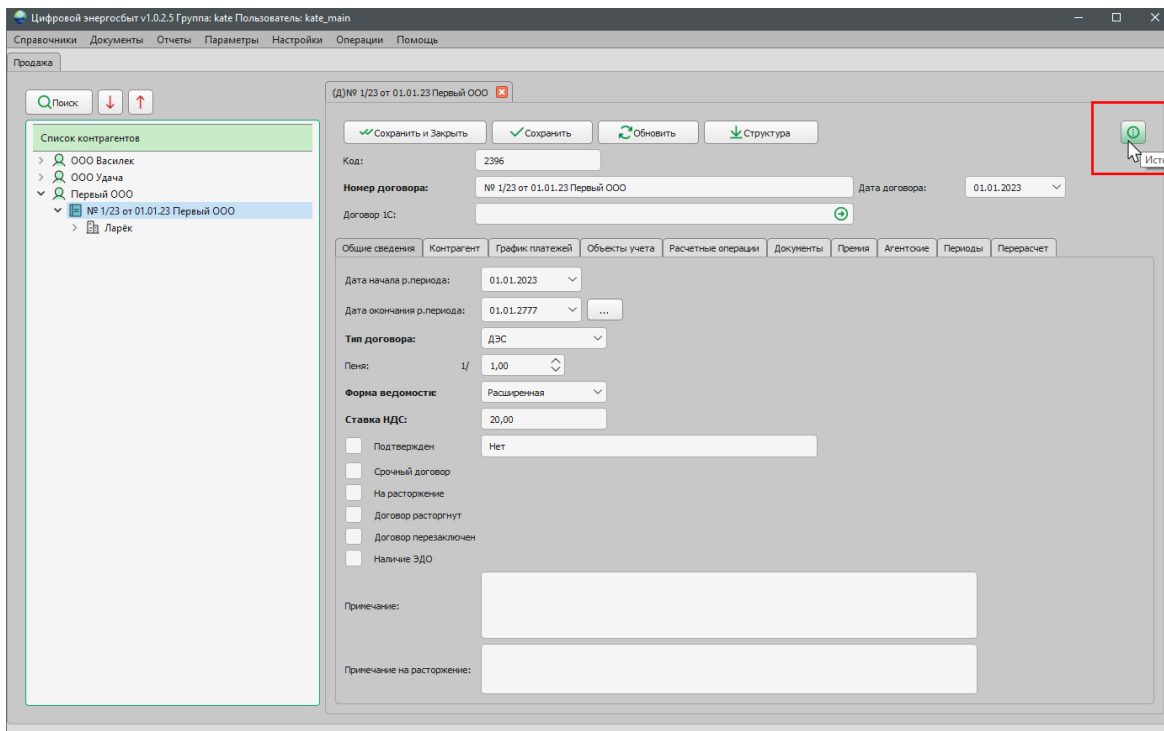 Цифровой энергосбыт v1.0.2.5 Группа: kate Пользователь: kate_main
Справочники Документы Отчеты Параметры Настройки Операции Помощь
Продажа
(Д)№ 1/23 от 01.01.23 Первый ООО
Поиск
Сохранить и Закрыть Сохранить Обновить Структура
Список контрагентов
ООО Василек
ООО Удача
Первый ООО
№ 1/23 от 01.01.23 Первый ООО
Ларёк
Код: 2396
Номер договора: № 1/23 от 01.01.23 Первый ООО Дата договора: 01.01.2023
Договор 1С:
Общие сведения Контрагент График платежей Объекты учета Расчетные операции Документы Премия Агентские Периоды Перерасчет
Дата начала р.периода: 01.01.2023
Дата окончания р.периода: 01.01.2777 ...
Тип договора: ДЭС
Пеня: 1/ 1,00
Форма ведомости: Расширенная
Ставка НДС: 20,00
Подтвержден Нет
Срочный договор
На расторжение
Договор расторгнут
Договор перезаключен
Наличие ЭДО
Примечание:
Примечание на расторжение: